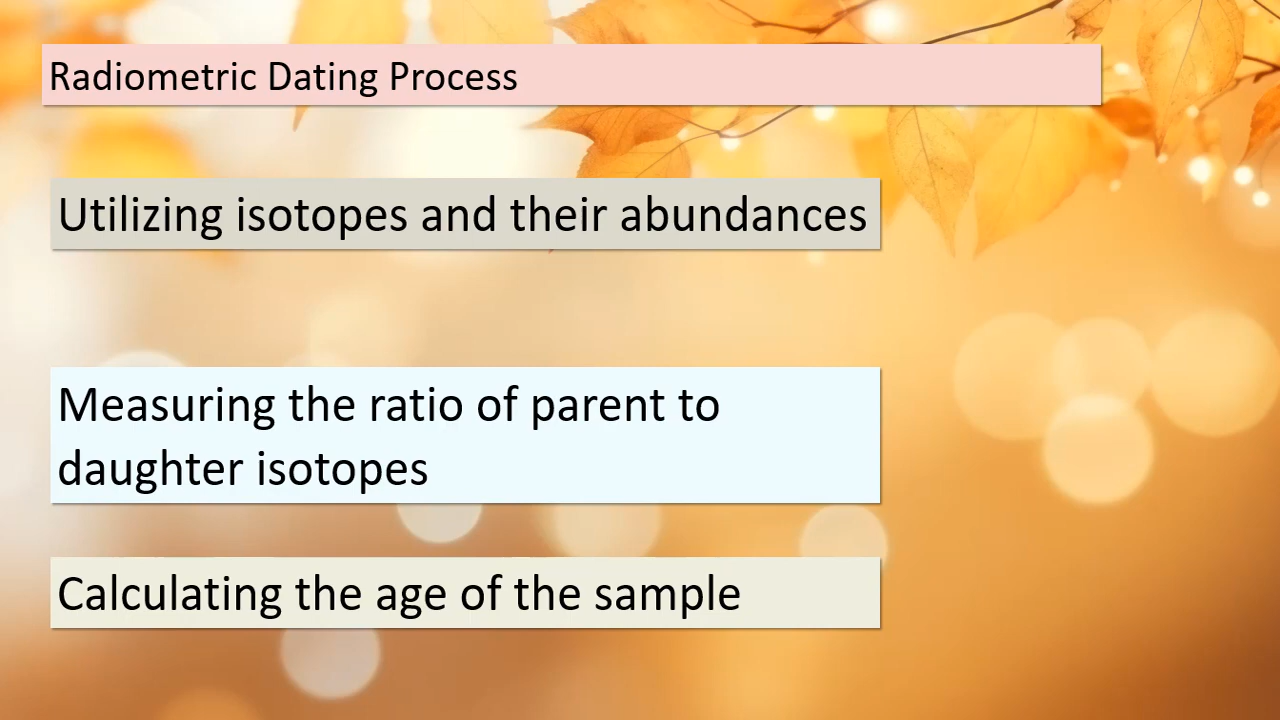 Radiometric Dating Process
Utilizing isotopes and their abundances
Measuring the ratio of parent to
daughter isotopes
Calculating the age of the sample